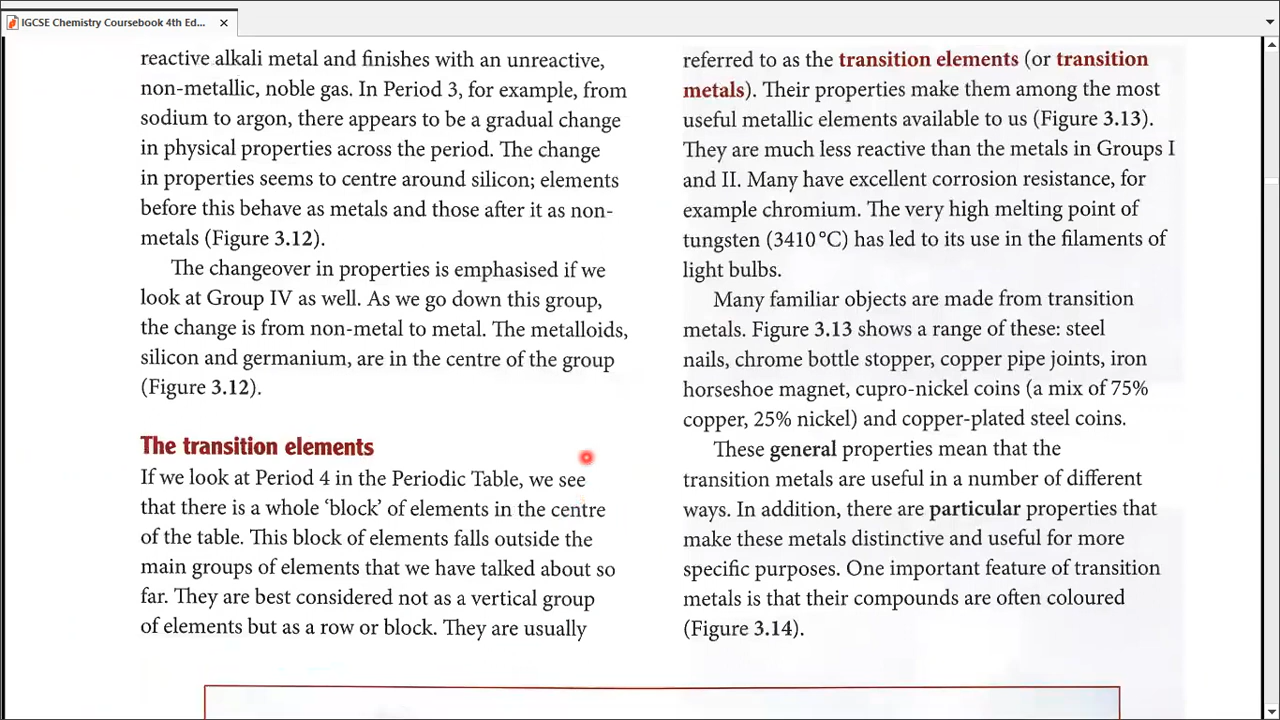 IGCSE Chemistry Coursebook 4th Ed...
reactive alkali metal and finishes with an unreactive,
non-metallic, noble gas. In Period 3, for example, from
sodium to argon, there appears to be a gradual change
in physical properties across the period. The change
in properties seems to centre around silicon; elements
before this behave as metals and those after it as non-
metals (Figure 3.12).
The changeover in properties is emphasised if we
look at Group IV as well. As we go down this group,
the change is from non-metal to metal. The metalloids,
silicon and germanium, are in the centre of the group
(Figure 3.12).
The transition elements
If we look at Period 4 in the Periodic Table, we see
that there is a whole ‘block’ of elements in the centre
of the table. This block of elements falls outside the
main groups of elements that we have talked about so
far. They are best considered not as a vertical group
of elements but as a row or block. They are usually
referred to as the transition elements (or transition
metals). Their properties make them among the most
useful metallic elements available to us (Figure 3.13).
They are much less reactive than the metals in Groups I
and II. Many have excellent corrosion resistance, for
example chromium. The very high melting point of
tungsten (3410 °C) has led to its use in the filaments of
light bulbs.
Many familiar objects are made from transition
metals. Figure 3.13 shows a range of these: steel
nails, chrome bottle stopper, copper pipe joints, iron
horseshoe magnet, cupro-nickel coins (a mix of 75%
copper, 25% nickel) and copper-plated steel coins.
These general properties mean that the
transition metals are useful in a number of different
ways. In addition, there are particular properties that
make these metals distinctive and useful for more
specific purposes. One important feature of transition
metals is that their compounds are often coloured
(Figure 3.14).